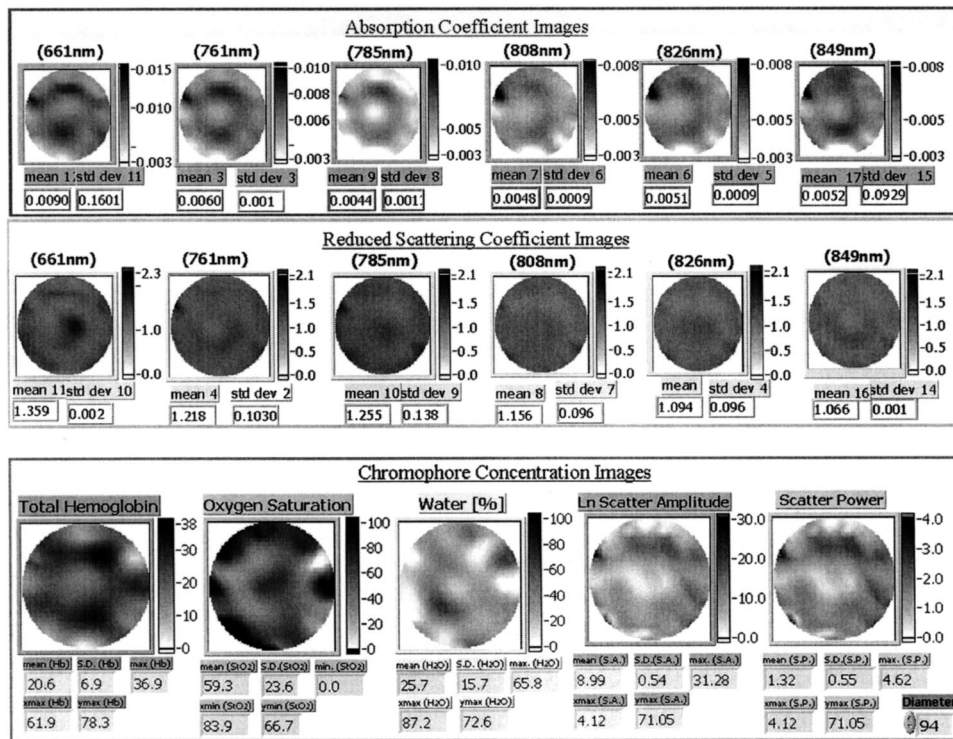 Absorption Coefficient Images
(661nm) (761nm) (785nm) (808nm) (826nm) (849nm)
-0.015 -0.010 -0.010 -0.010 -0.008 -0.008
-0.010 -0.008 -0.008
-0.006 -0.006 -0.005 -0.005 -0.005
-0.003 -0.003 -0.003 -0.003 -0.003 -0.003
mean 1 std dev 11 mean 3 std dev 3 mean 9 std dev 8 mean 7 std dev 6 mean 6 std dev 5 mean 17 std dev 15
0.0090 0.1601 0.0060 0.001 0.0044 0.001 0.0048 0.0009 0.0051 0.0009 0.0052 0.0929
Reduced Scattering Coefficient Images
(661nm) (761nm) (785nm) (808nm) (826nm) (849nm)
-2.3 2.1 2.1 2.1 2.1 2.1
-1.0 -1.0 -1.0 -1.0 -1.0 -1.0
-0.5 -0.5 -0.5 -0.5 -0.5
-0.0 -0.0 -0.0 -0.0 -0.0 -0.0
mean 11 std dev 10 mean 4 std dev 2 mean 10 std dev 9 mean 8 std dev 7 mean std dev 4 mean 16 std dev 14
1.359 0.002 1.218 0.1030 1.255 0.138 1.156 0.096 1.094 0.096 1.066 0.001
Chromophore Concentration Images
Total Hemoglobin Oxygen Saturation Water [%] Ln Scatter Amplitude Scatter Power
-38 -100 -100 -30.0 -4.0
-30 -80 -80 -20.0 -3.0
-20 -60 -60 -2.0
-10 -40 -40 -10.0 -1.0
-20 -20
-0 -0 -0 -0.0 -0.0
mean (Hb) S.D. (Hb) max (Hb) mean (StO2) S.D.(StO2) min. (StO2) mean (H2O) S.D. (H2O) max. (H2O) mean (S.A.) S.D.(S.A.) max. (S.A.) mean (S.P.) S.D.(S.P.) max. (S.P.)
20.6 6.9 36.9 59.3 23.6 0.0 25.7 15.7 65.8 8.99 0.54 31.28 1.32 0.55 4.62
xmax (Hb) ymax (Hb) xmin (StO2) ymin (StO2) xmax (H2O) ymax (H2O) xmax (S.A.) ymax (S.A.) xmax (S.P.) ymax (S.P.) Diameter
61.9 78.3 83.9 66.7 87.2 72.6 4.12 71.05 4.12 71.05 94